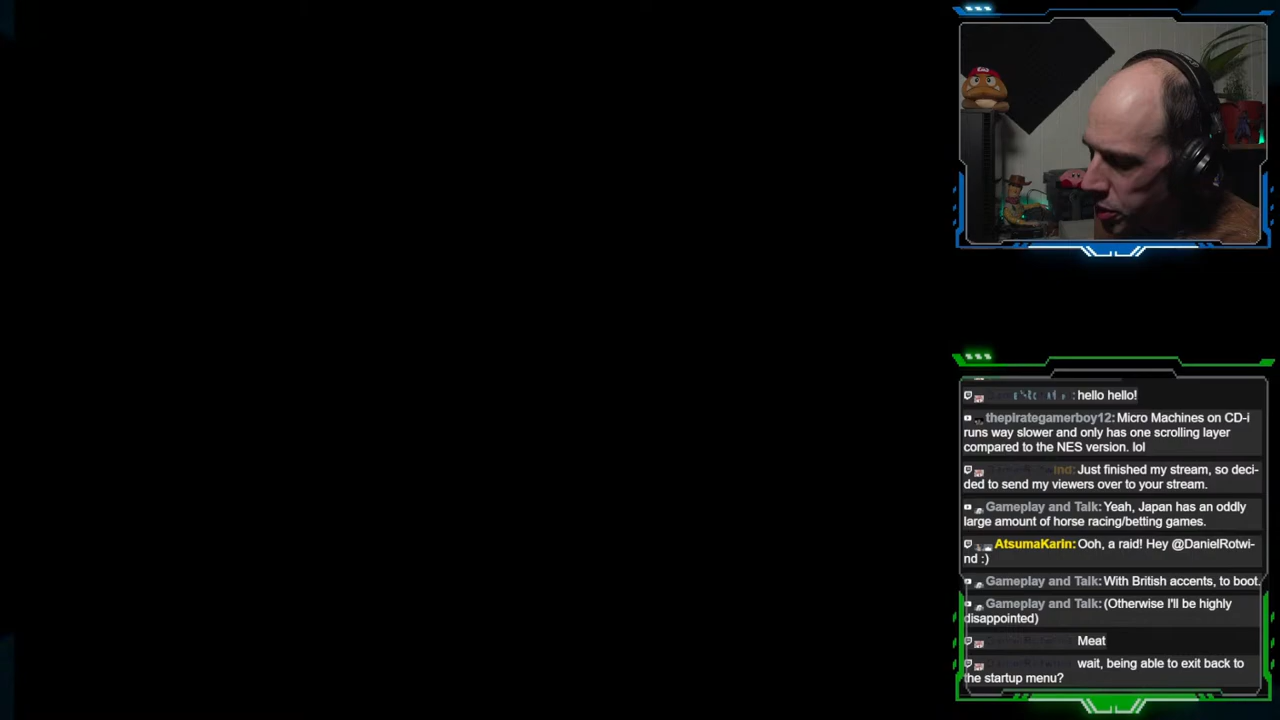 hello hello!
thepirategamerboy12: Micro Machines on CD-i
runs way slower and only has one scrolling layer
compared to the NES version. lol
ind: Just finished my stream, so deci-
ded to send my viewers over to your stream.
Gameplay and Talk: Yeah, Japan has an oddly
large amount of horse racing/betting games.
AtsumaKarin: Ooh, a raid! Hey @DanielRotwi-
nd :)
Gameplay and Talk: With British accents, to boot.
Gameplay and Talk: (Otherwise I'll be highly
disappointed)
Meat
wait, being able to exit back to
the startup menu?